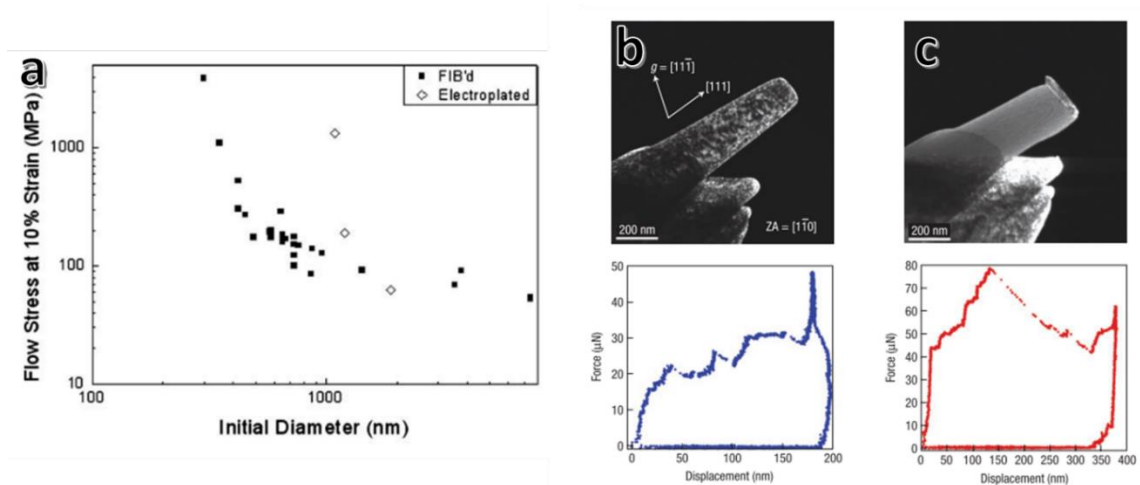 a
Flow Stress at 10% Strain (MPa)
1000
100
10
100
1000
Initial Diameter (nm)
FIB'd
Electroplated
b
g = [111̄]
[111]
200 nm
ZA = [11̄0]
c
200 nm
Force (μN)
50
40
30
20
10
0
0 50 100 150 200
Displacement (nm)
Force (μN)
80
70
60
50
40
30
20
10
0
0 50 100 150 200 250 300 350 400
Displacement (nm)